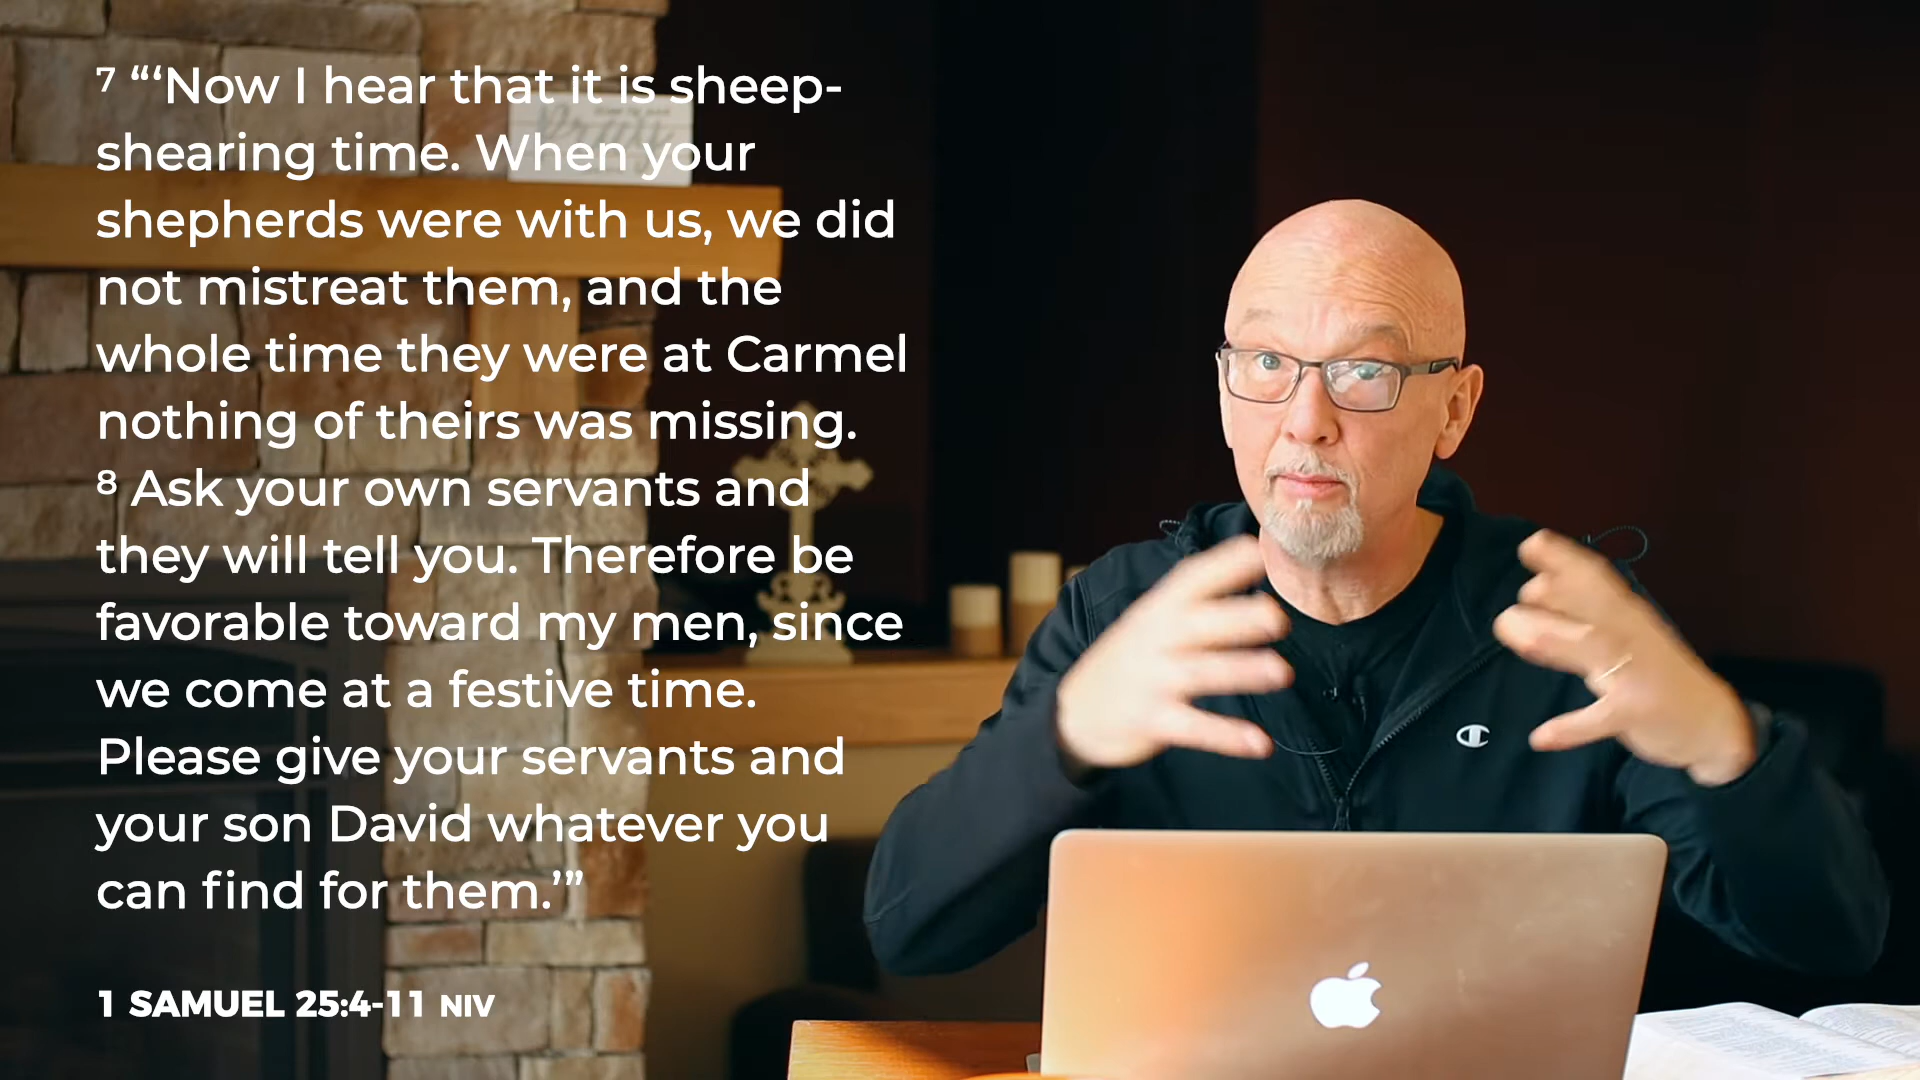 7 “‘Now I hear that it is sheep-
shearing time. When your
shepherds were with us, we did
not mistreat them, and the
whole time they were at Carmel
nothing of theirs was missing.
8 Ask your own servants and
they will tell you. Therefore be
favorable toward my men, since
we come at a festive time.
Please give your servants and
your son David whatever you
can find for them.’”
1 SAMUEL 25:4-11 NIV